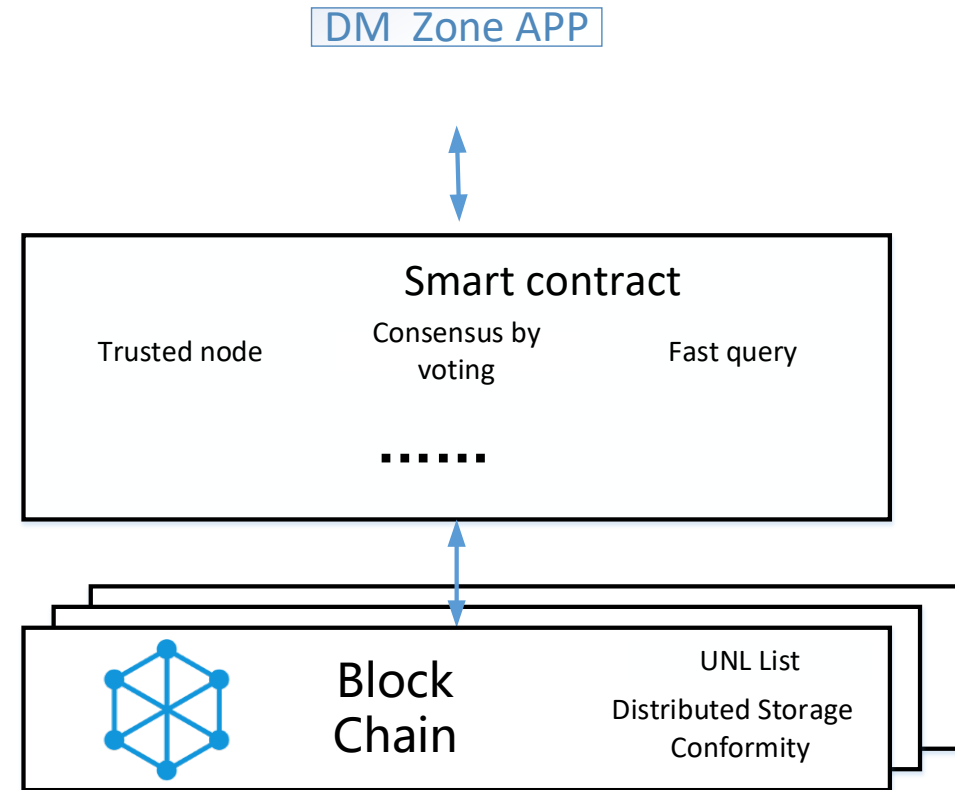 DM Zone APP
Smart contract
Trusted node
Consensus by
voting
Fast query
......
Block
Chain
UNL List
Distributed Storage
Conformity